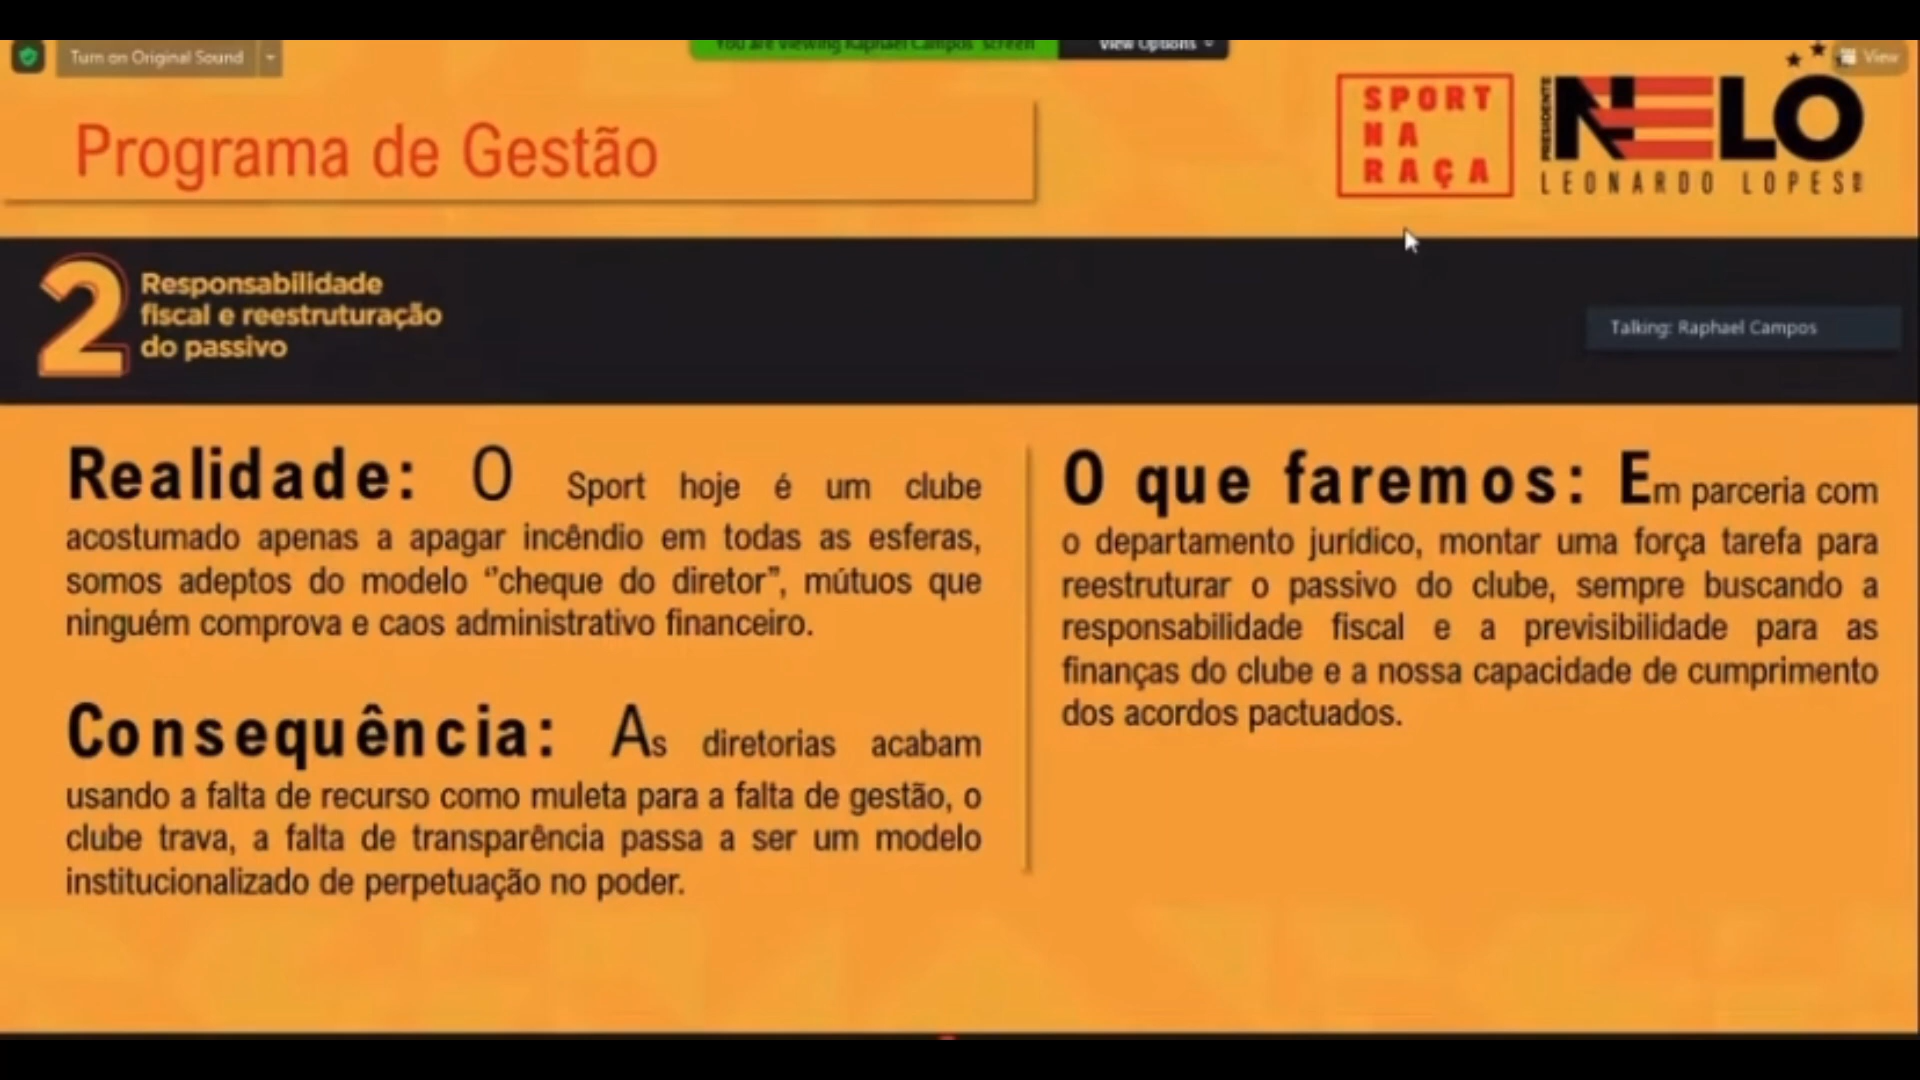 You are viewing Raphael Campos' screen
View Options
Turn on Original Sound
View
Programa de Gestão
SPORT
NA
RAÇA
PRESIDENTE
NELO
LEONARDO LOPES
2
Responsabilidade
fiscal e reestruturação
do passivo
Talking: Raphael Campos
Realidade: O Sport hoje é um clube
acostumado apenas a apagar incêndio em todas as esferas,
somos adeptos do modelo “cheque do diretor”, mútuos que
ninguém comprova e caos administrativo financeiro.
Consequência: As diretorias acabam
usando a falta de recurso como muleta para a falta de gestão, o
clube trava, a falta de transparência passa a ser um modelo
institucionalizado de perpetuação no poder.
O que faremos: Em parceria com
o departamento jurídico, montar uma força tarefa para
reestruturar o passivo do clube, sempre buscando a
responsabilidade fiscal e a previsibilidade para as
finanças do clube e a nossa capacidade de cumprimento
dos acordos pactuados.